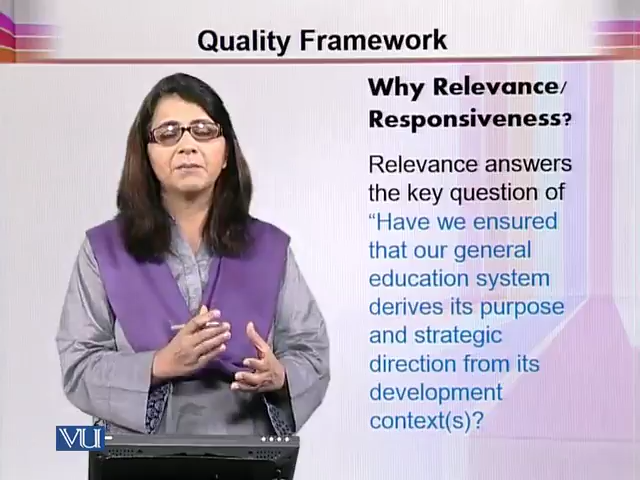 Quality Framework
Why Relevance/
Responsiveness?
Relevance answers
the key question of
“Have we ensured
that our general
education system
derives its purpose
and strategic
direction from its
development
context(s)?
VU